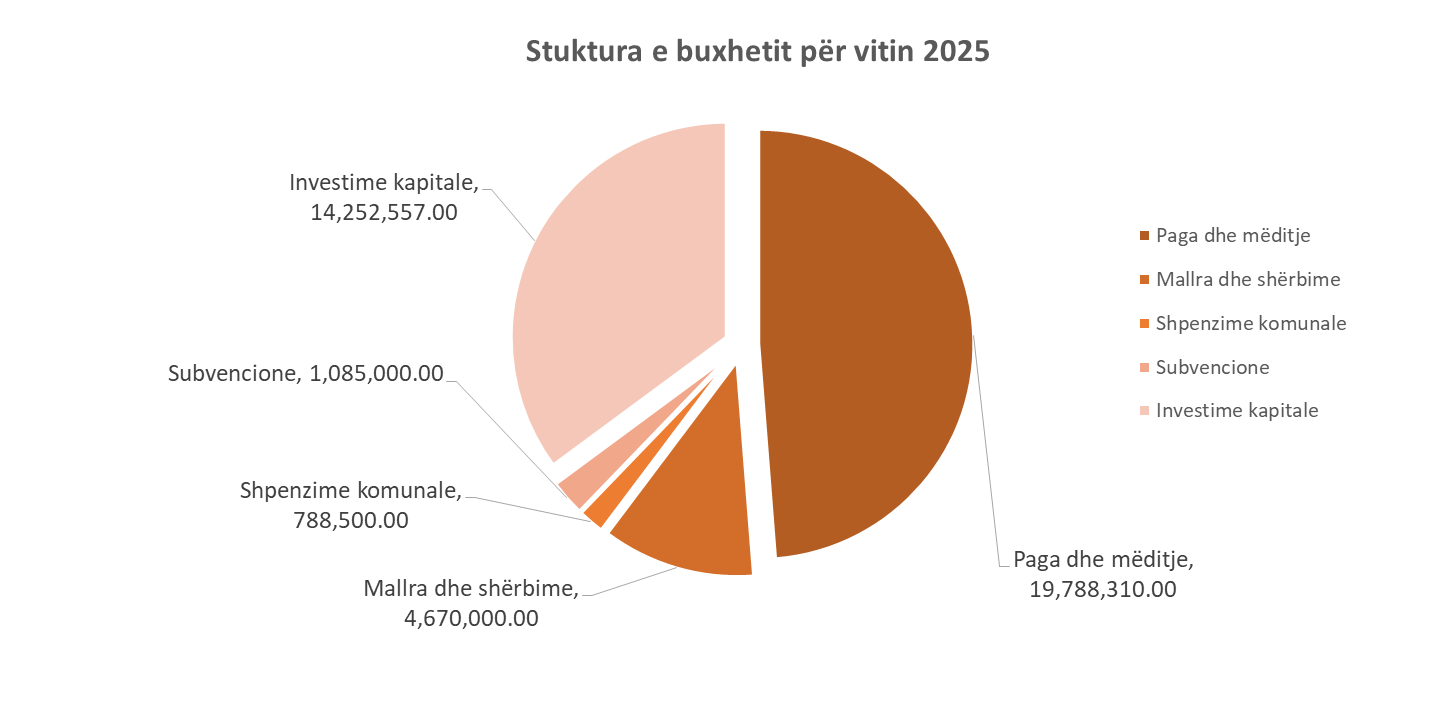 Stuktura e buxhetit për vitin 2025
Investime kapitale,
14,252,557.00
Subvencione, 1,085,000.00
Shpenzime komunale,
788,500.00
Mallra dhe shërbime,
4,670,000.00
Paga dhe mëditje,
19,788,310.00
Paga dhe mëditje
Mallra dhe shërbime
Shpenzime komunale
Subvencione
Investime kapitale